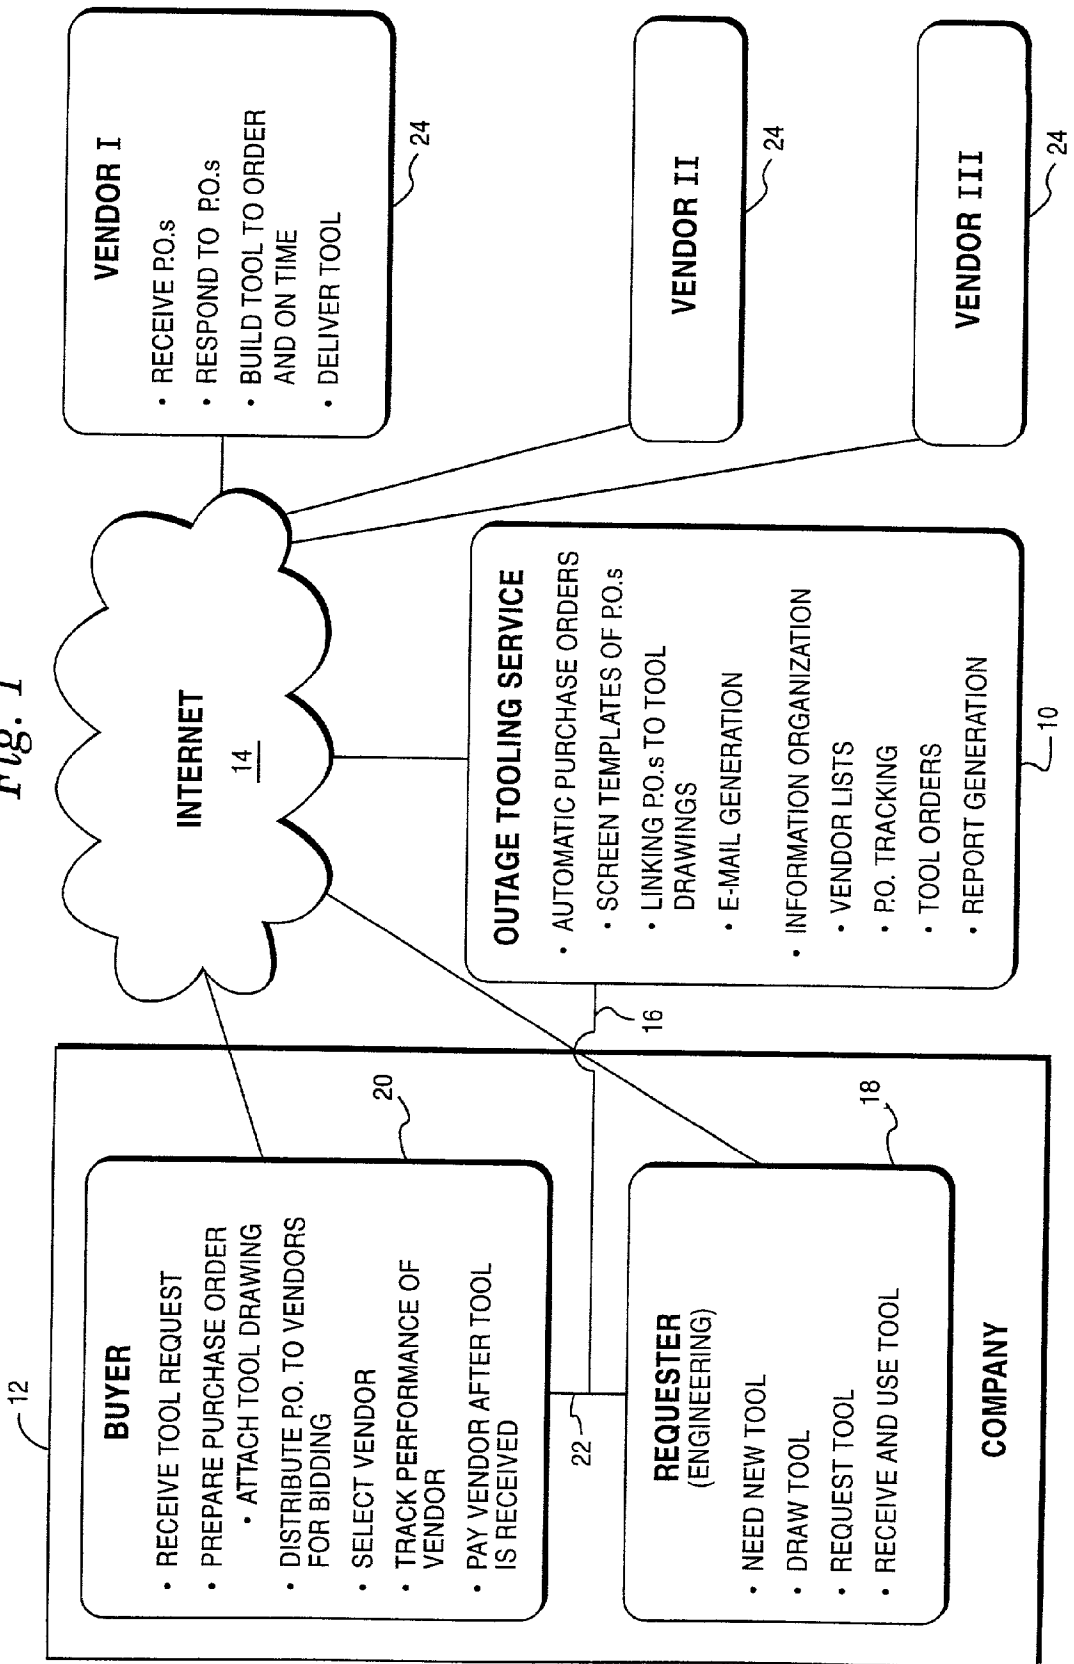 Fig. 1
12
BUYER
• RECEIVE TOOL REQUEST
• PREPARE PURCHASE ORDER
• ATTACH TOOL DRAWING
• DISTRIBUTE P.O. TO VENDORS
FOR BIDDING
• SELECT VENDOR
• TRACK PERFORMANCE OF
VENDOR
• PAY VENDOR AFTER TOOL
IS RECEIVED
20
22
REQUESTER
(ENGINEERING)
• NEED NEW TOOL
• DRAW TOOL
• REQUEST TOOL
• RECEIVE AND USE TOOL
18
COMPANY
INTERNET
14
16
OUTAGE TOOLING SERVICE
• AUTOMATIC PURCHASE ORDERS
• SCREEN TEMPLATES OF P.O.s
• LINKING P.O.s TO TOOL
DRAWINGS
• E-MAIL GENERATION
• INFORMATION ORGANIZATION
• VENDOR LISTS
• P.O. TRACKING
• TOOL ORDERS
• REPORT GENERATION
10
VENDOR I
• RECEIVE P.O.s
• RESPOND TO P.O.s
• BUILD TOOL TO ORDER
AND ON TIME
• DELIVER TOOL
24
VENDOR II
24
VENDOR III
24